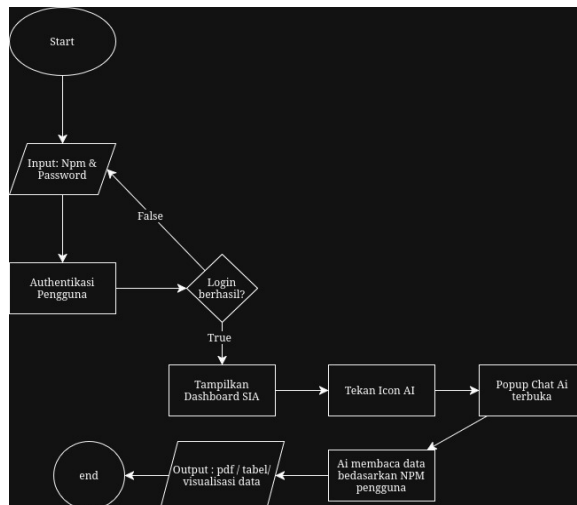 Start
Input: Npm &
Password
False
Authentikasi
Pengguna
Login
berhasil?
True
Tampilkan
Dashboard SIA
Tekan Icon AI
Popup Chat Ai
terbuka
Ai membaca data
bedasarkan NPM
pengguna
Output : pdf / tabel/
visualisasi data
end